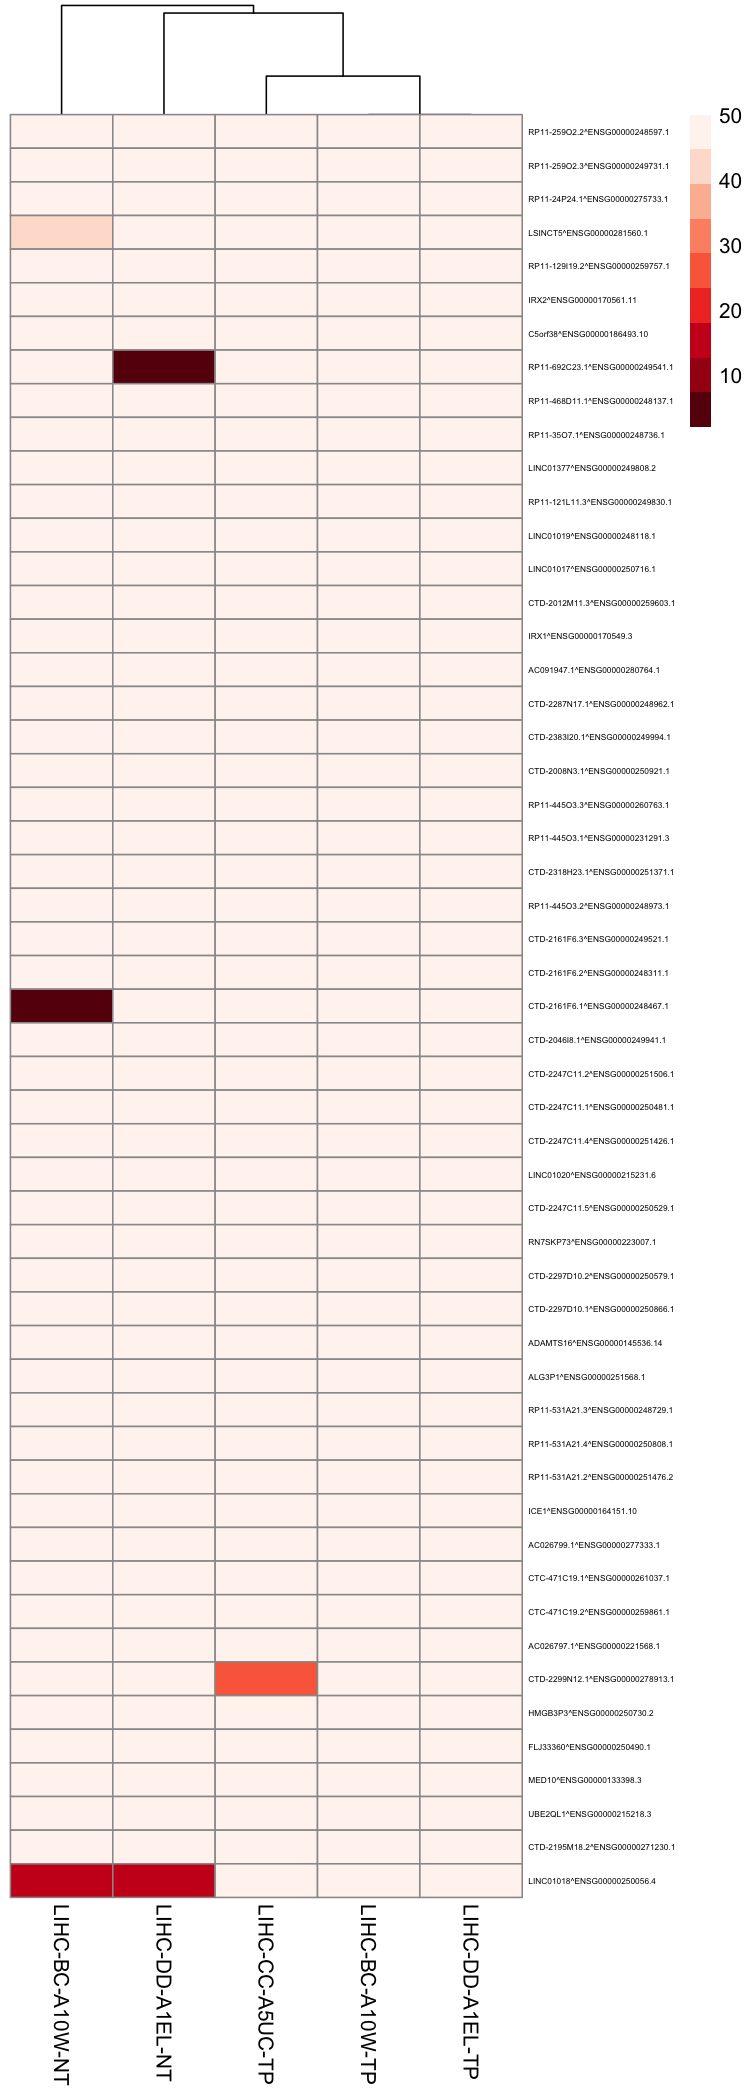 50
40
30
20
10
RP11-259O2.2^ENSG00000248597.1
RP11-259O2.3^ENSG00000249731.1
RP11-24P24.1^ENSG00000275733.1
LSINCT5^ENSG00000281560.1
RP11-129I19.2^ENSG00000259757.1
IRX2^ENSG00000170561.11
C5orf38^ENSG00000186493.10
RP11-692C23.1^ENSG00000249541.1
RP11-468D11.1^ENSG00000248137.1
RP11-35O7.1^ENSG00000248736.1
LINC01377^ENSG00000249808.2
RP11-121L11.3^ENSG00000249830.1
LINC01019^ENSG00000248118.1
LINC01017^ENSG00000250716.1
CTD-2012M11.3^ENSG00000259603.1
IRX1^ENSG00000170549.3
AC091947.1^ENSG00000280764.1
CTD-2287N17.1^ENSG00000248962.1
CTD-2383I20.1^ENSG00000249994.1
CTD-2008N3.1^ENSG00000250921.1
RP11-445O3.3^ENSG00000260763.1
RP11-445O3.1^ENSG00000231291.3
CTD-2318H23.1^ENSG00000251371.1
RP11-445O3.2^ENSG00000248973.1
CTD-2161F6.3^ENSG00000249521.1
CTD-2161F6.2^ENSG00000248311.1
CTD-2161F6.1^ENSG00000248467.1
CTD-2046I8.1^ENSG00000249941.1
CTD-2247C11.2^ENSG00000251506.1
CTD-2247C11.1^ENSG00000250481.1
CTD-2247C11.4^ENSG00000251426.1
LINC01020^ENSG00000215231.6
CTD-2247C11.5^ENSG00000250529.1
RN7SKP73^ENSG00000223007.1
CTD-2297D10.2^ENSG00000250579.1
CTD-2297D10.1^ENSG00000250866.1
ADAMTS16^ENSG00000145536.14
ALG3P1^ENSG00000251568.1
RP11-531A21.3^ENSG00000248729.1
RP11-531A21.4^ENSG00000250808.1
RP11-531A21.2^ENSG00000251476.2
ICE1^ENSG00000164151.10
AC026799.1^ENSG00000277333.1
CTC-471C19.1^ENSG00000261037.1
CTC-471C19.2^ENSG00000259861.1
AC026797.1^ENSG00000221568.1
CTD-2299N12.1^ENSG00000278913.1
HMGB3P3^ENSG00000250730.2
FLJ33360^ENSG00000250490.1
MED10^ENSG00000133398.3
UBE2QL1^ENSG00000215218.3
CTD-2195M18.2^ENSG00000271230.1
LINC01018^ENSG00000250056.4
LIHC-BC-A10W-NT
LIHC-DD-A1EL-NT
LIHC-CC-A5UC-TP
LIHC-BC-A10W-TP
LIHC-DD-A1EL-TP